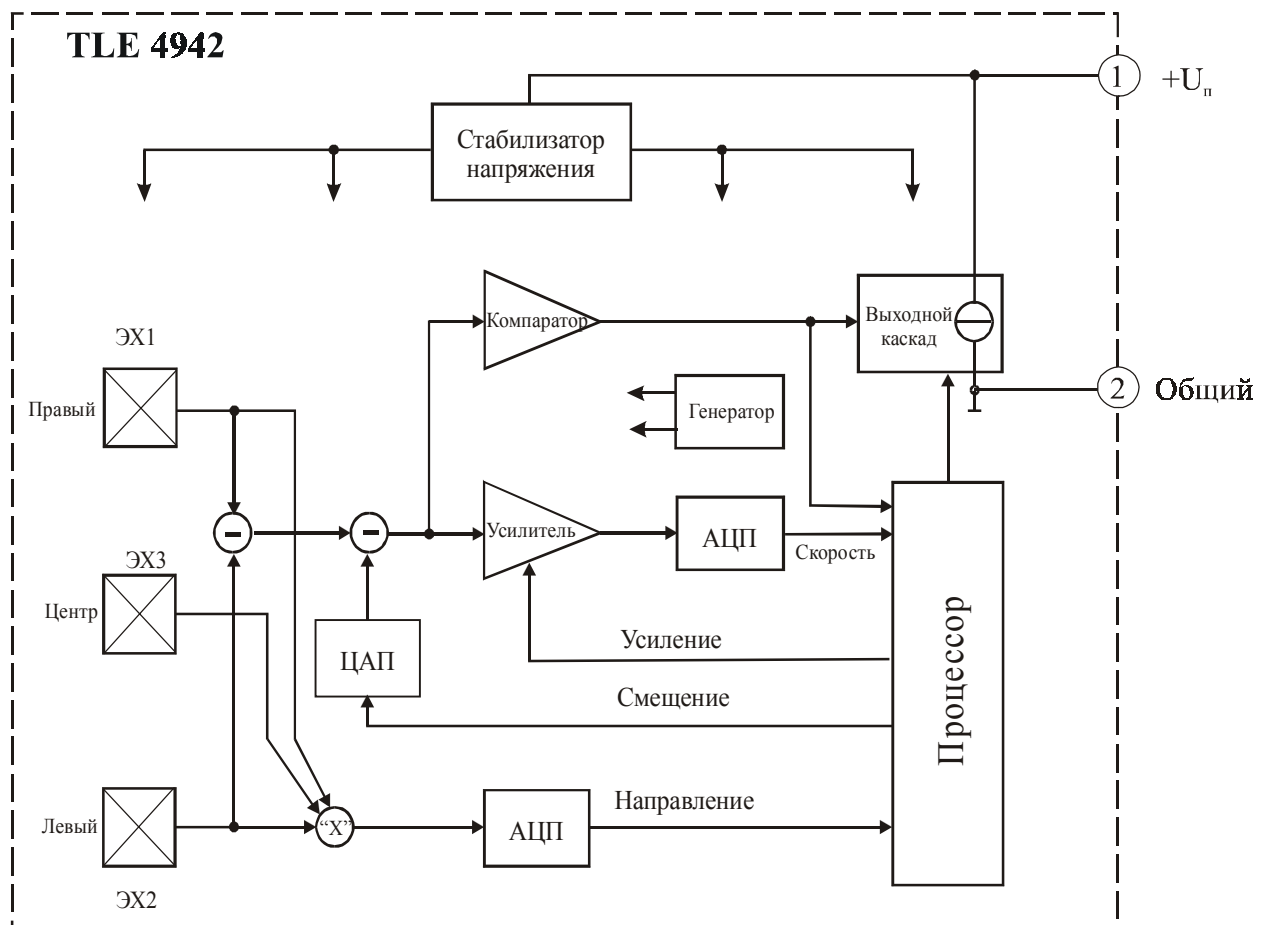 TLE 4942
1
+Uп
Стабилизатор
напряжения
ЭХ1
Компаратор
Выходной
каскад
Правый
Генератор
2
Общий
-
-
Усилитель
АЦП
Скорость
ЭХ3
Центр
ЦАП
Усиление
Смещение
Процессор
Левый
"Х"
АЦП
Направление
ЭХ2